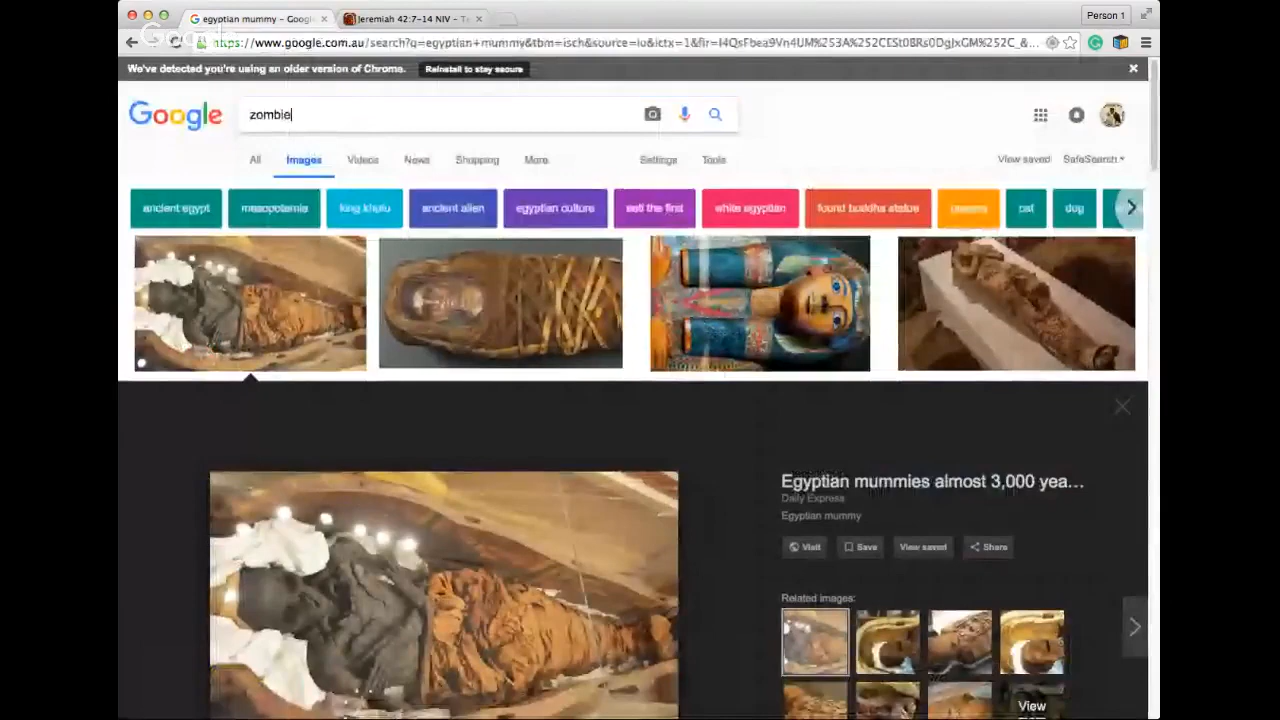 egyptian mummy - Google
Jeremiah 42:7-14 NIV - T
Person 1
We've detected you're using an older version of Chrome.
Reinstall to stay secure
Google
zombie
All
Images
Videos
News
Shopping
More
Settings
Tools
View saved
SafeSearch
ancient egypt
mesopotamia
king khufu
ancient alien
egyptian culture
seti the first
white egyptian
found buddha statue
cat
dog
Egyptian mummies almost 3,000 yea...
Daily Express
Egyptian mummy
Visit
Save
View saved
Share
Related images:
View